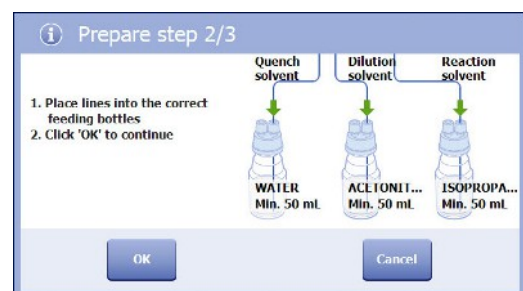 Prepare step 2/3
1. Place lines into the correct
feeding bottles
2. Click 'OK' to continue
Quench
solvent
Dilution
solvent
Reaction
solvent
WATER
Min. 50 mL
ACETONIT...
Min. 50 mL
ISOPROPA...
Min. 50 mL
OK
Cancel